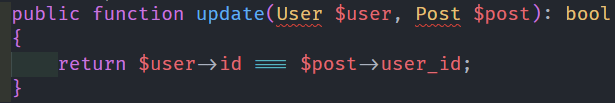 public function update(User $user, Post $post): bool
{
    return $user->id === $post->user_id;
}